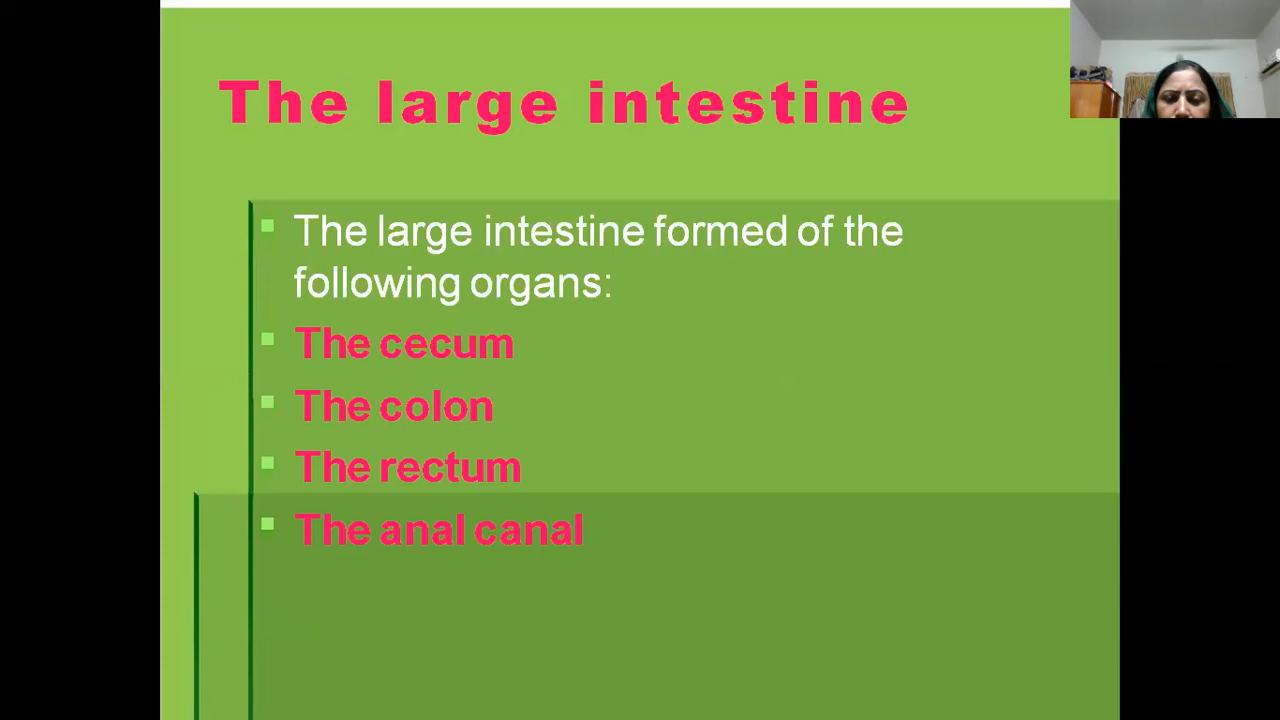 The large intestine
The large intestine formed of the
following organs:
The cecum
The colon
The rectum
The anal canal